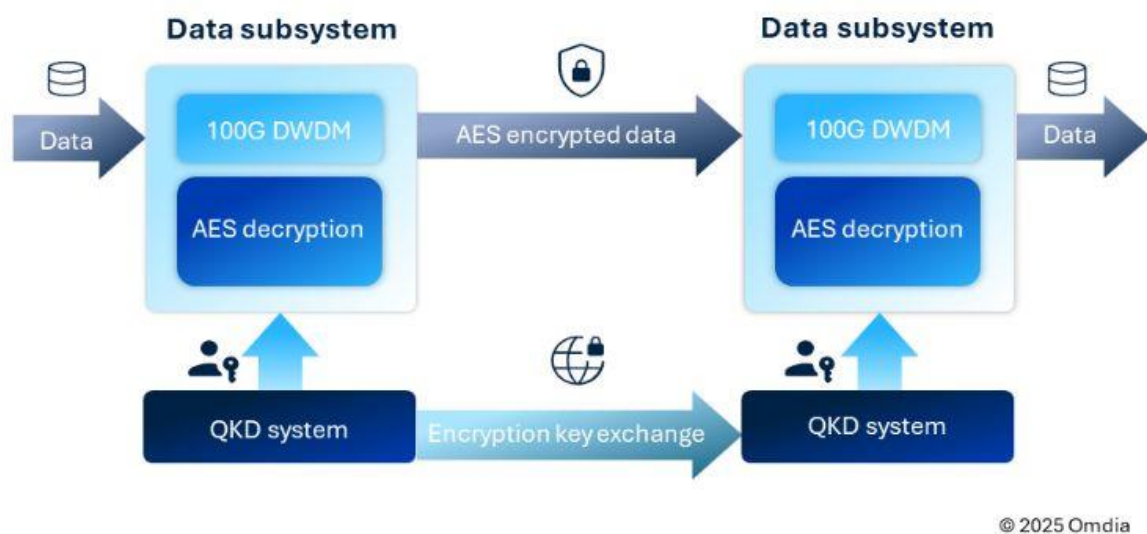 Data subsystem
Data subsystem
Data
100G DWDM
AES encrypted data
100G DWDM
Data
AES decryption
AES decryption
QKD system
Encryption key exchange
QKD system
© 2025 Omdia